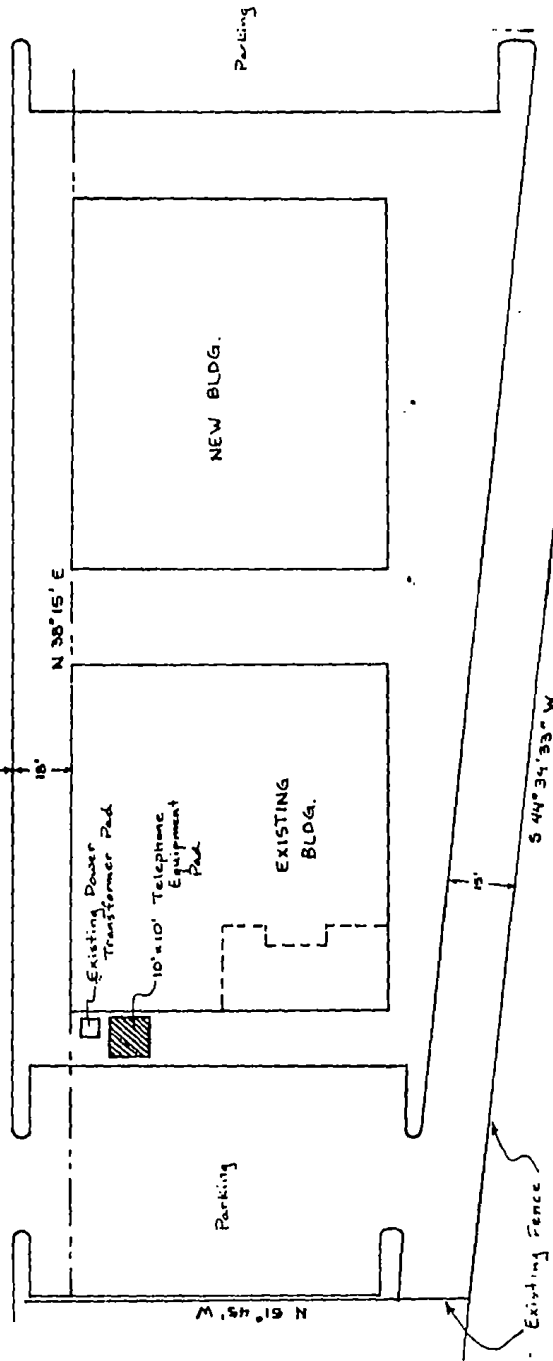 Parking
NEW BLDG.
N 38° 15' E
18'
Existing Power
Transformer Pad
10'x10' Telephone
Equipment
Pad
EXISTING
BLDG.
15'
S 44° 34' 33" W
Parking
N 61° 45' W
Existing Fence